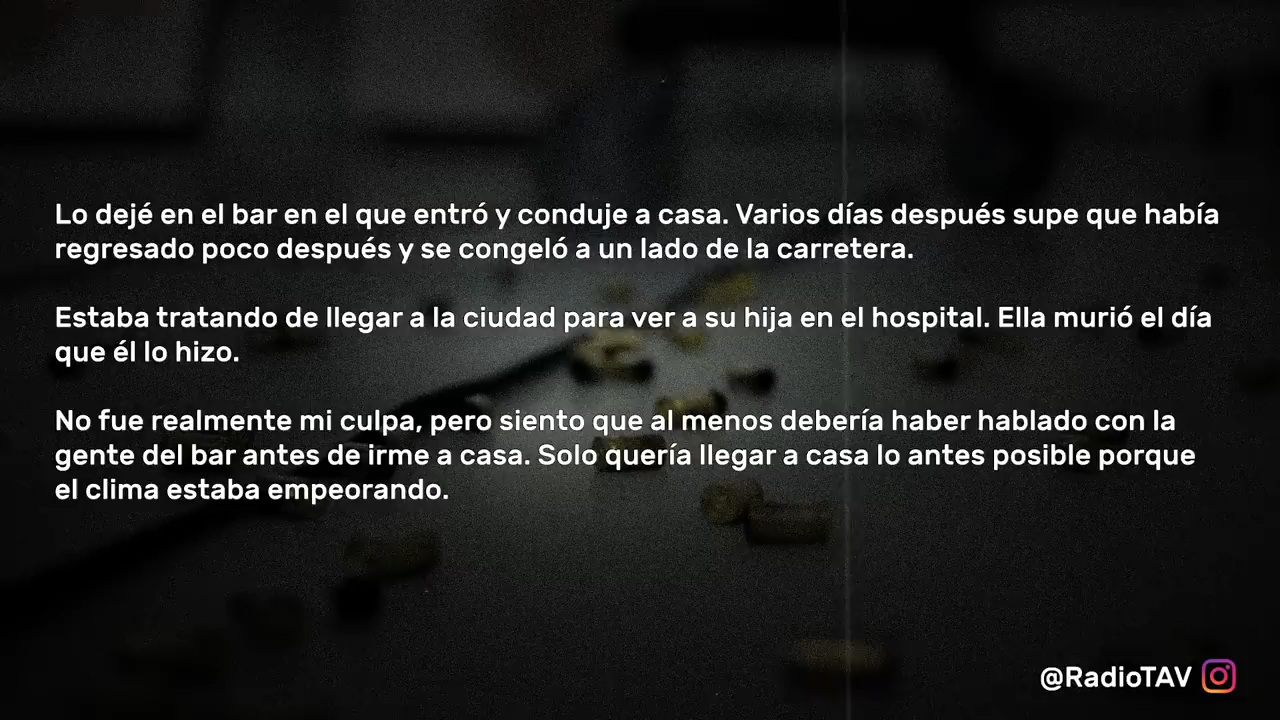 Lo dejé en el bar en el que entró y conduje a casa. Varios días después supe que había
regresado poco después y se congeló a un lado de la carretera.
Estaba tratando de llegar a la ciudad para ver a su hija en el hospital. Ella murió el día
que él lo hizo.
No fue realmente mi culpa, pero siento que al menos debería haber hablado con la
gente del bar antes de irme a casa. Solo quería llegar a casa lo antes posible porque
el clima estaba empeorando.
@RadioTAV